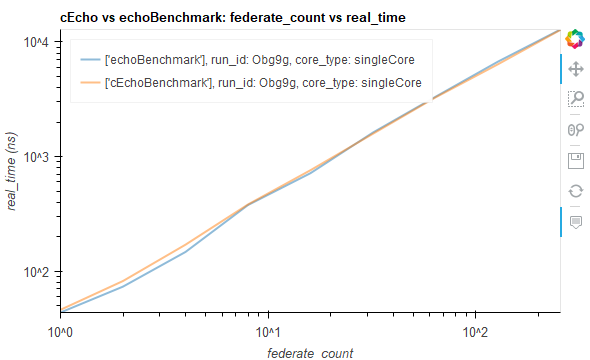 cEcho vs echoBenchmark: federate_count vs real_time
10^4
['echoBenchmark'], run_id: Obg9g, core_type: singleCore
['cEchoBenchmark'], run_id: Obg9g, core_type: singleCore
10^3
real_time (ns)
10^2
10^0
10^1
10^2
federate_count